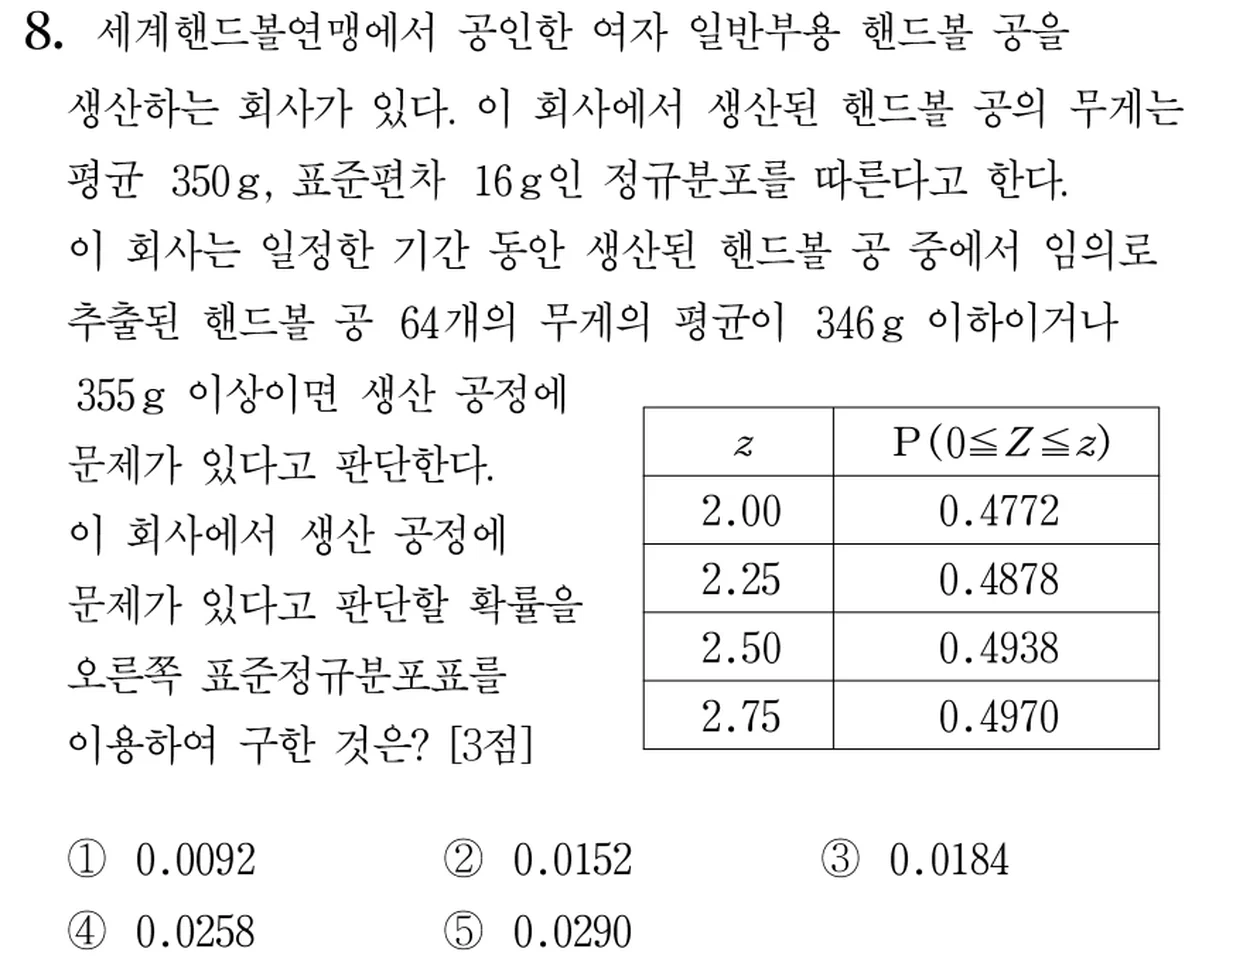 8. 세계핸드볼연맹에서 공인한 여자 일반부용 핸드볼 공을
생산하는 회사가 있다. 이 회사에서 생산된 핸드볼 공의 무게는
평균 350g, 표준편차 16g인 정규분포를 따른다고 한다.
이 회사는 일정한 기간 동안 생산된 핸드볼 공 중에서 임의로
추출된 핸드볼 공 64개의 무게의 평균이 346g 이하이거나
355g 이상이면 생산 공정에
문제가 있다고 판단한다.
이 회사에서 생산 공정에
문제가 있다고 판단할 확률을
오른쪽 표준정규분포표를
이용하여 구한 것은? [3점]
z P(0≦Z≦z)
2.00 0.4772
2.25 0.4878
2.50 0.4938
2.75 0.4970
① 0.0092 ② 0.0152 ③ 0.0184
④ 0.0258 ⑤ 0.0290